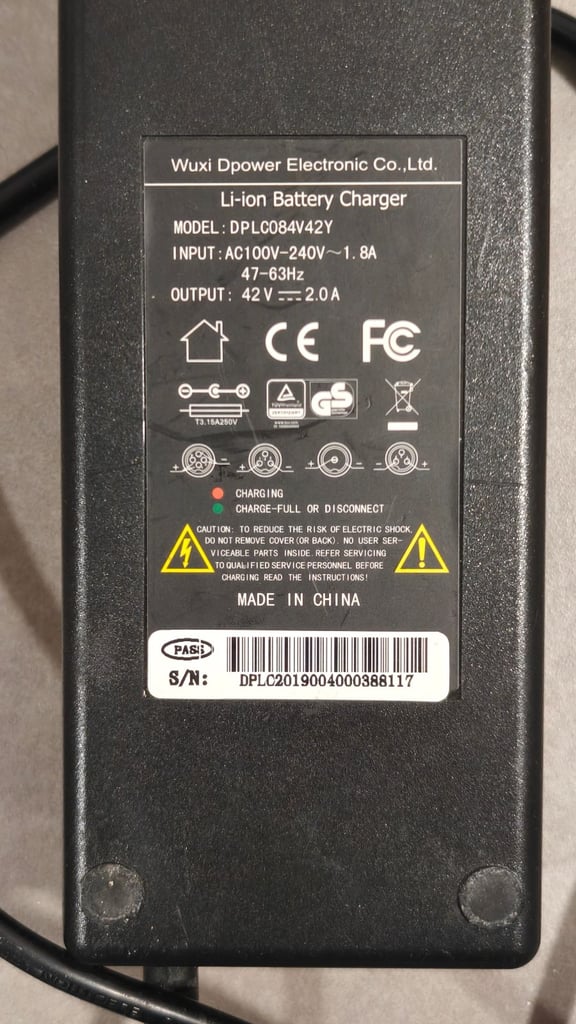 Wuxi Dpower Electronic Co.,Ltd.
Li-ion Battery Charger
MODEL: DPLC084V42Y
INPUT: AC100V-240V~1.8A
47-63Hz
OUTPUT: 42V⎓2.0A
CE FC
T3.15A250V
GS
+ - + - + - + -
CHARGING
CHARGE-FULL OR DISCONNECT
CAUTION: TO REDUCE THE RISK OF ELECTRIC SHOCK,
DO NOT REMOVE COVER(OR BACK). NO USER SER-
VICEABLE PARTS INSIDE. REFER SERVICING
TO QUALIFIED SERVICE PERSONNEL BEFORE
CHARGING READ THE INSTRUCTIONS!
MADE IN CHINA
PASS
S/N: DPLC2019004000388117